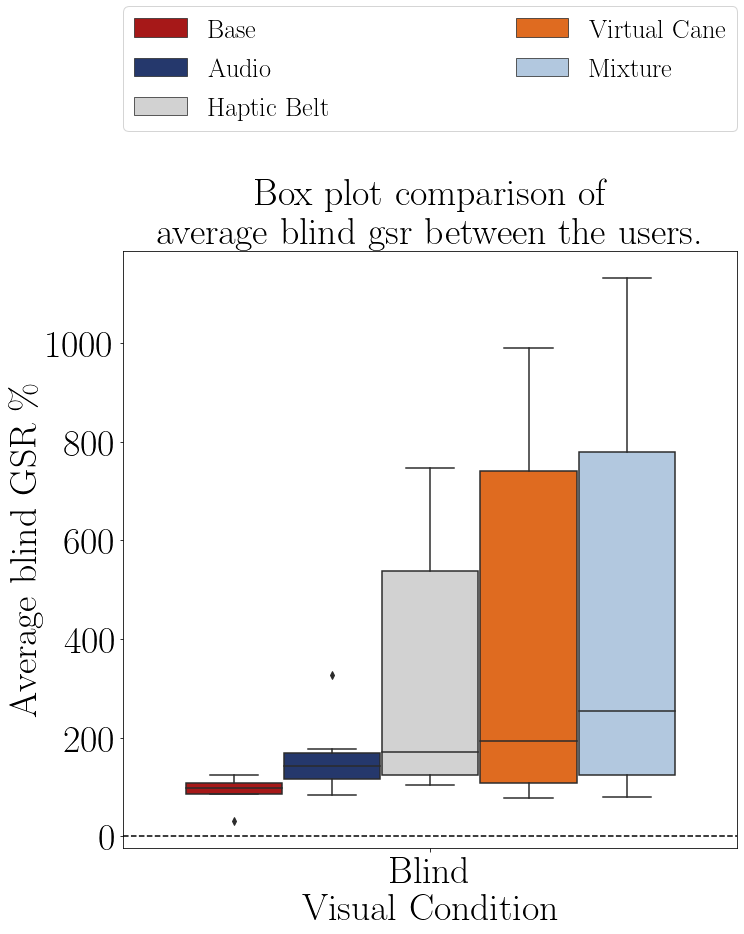 Base
Audio
Haptic Belt
Virtual Cane
Mixture
Box plot comparison of
average blind gsr between the users.
Average blind GSR %
1000
800
600
400
200
0
Blind
Visual Condition